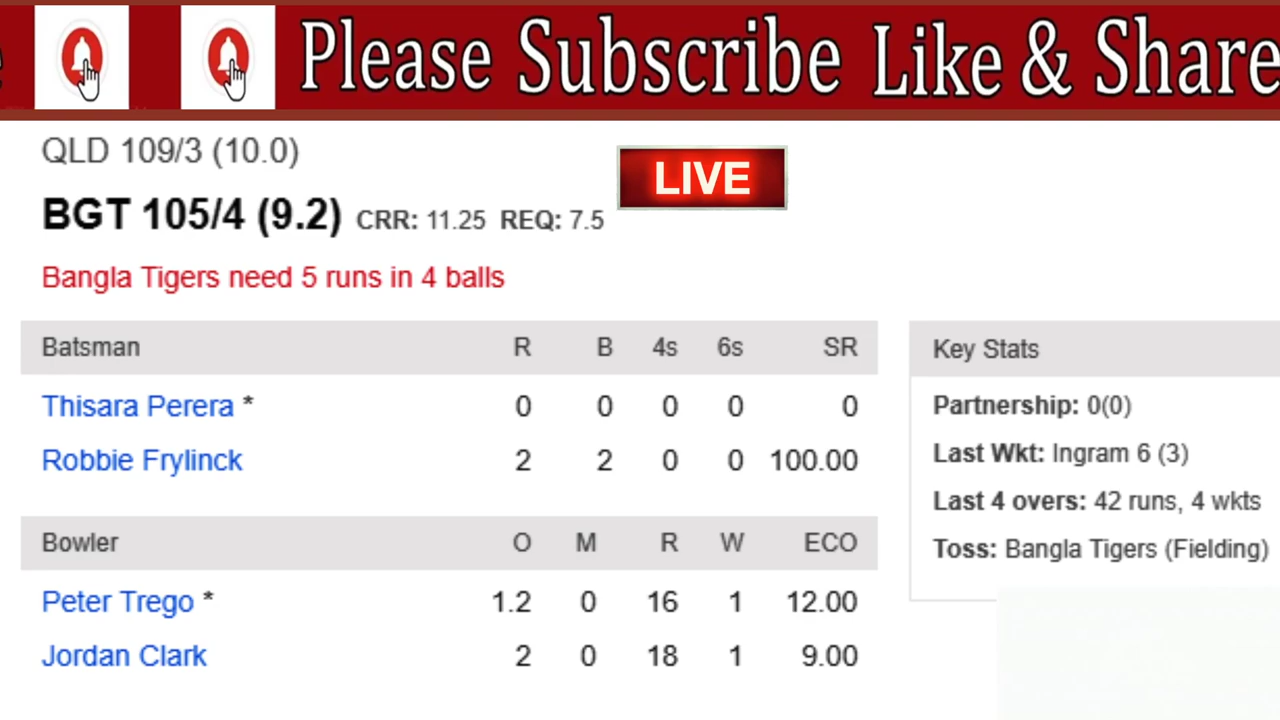 Please Subscribe Like & Share
QLD 109/3 (10.0)
LIVE
BGT 105/4 (9.2) CRR: 11.25 REQ: 7.5
Bangla Tigers need 5 runs in 4 balls
Batsman R B 4s 6s SR
Thisara Perera * 0 0 0 0 0
Robbie Frylinck 2 2 0 0 100.00
Bowler O M R W ECO
Peter Trego * 1.2 0 16 1 12.00
Jordan Clark 2 0 18 1 9.00
Key Stats
Partnership: 0(0)
Last Wkt: Ingram 6 (3)
Last 4 overs: 42 runs, 4 wkts
Toss: Bangla Tigers (Fielding)